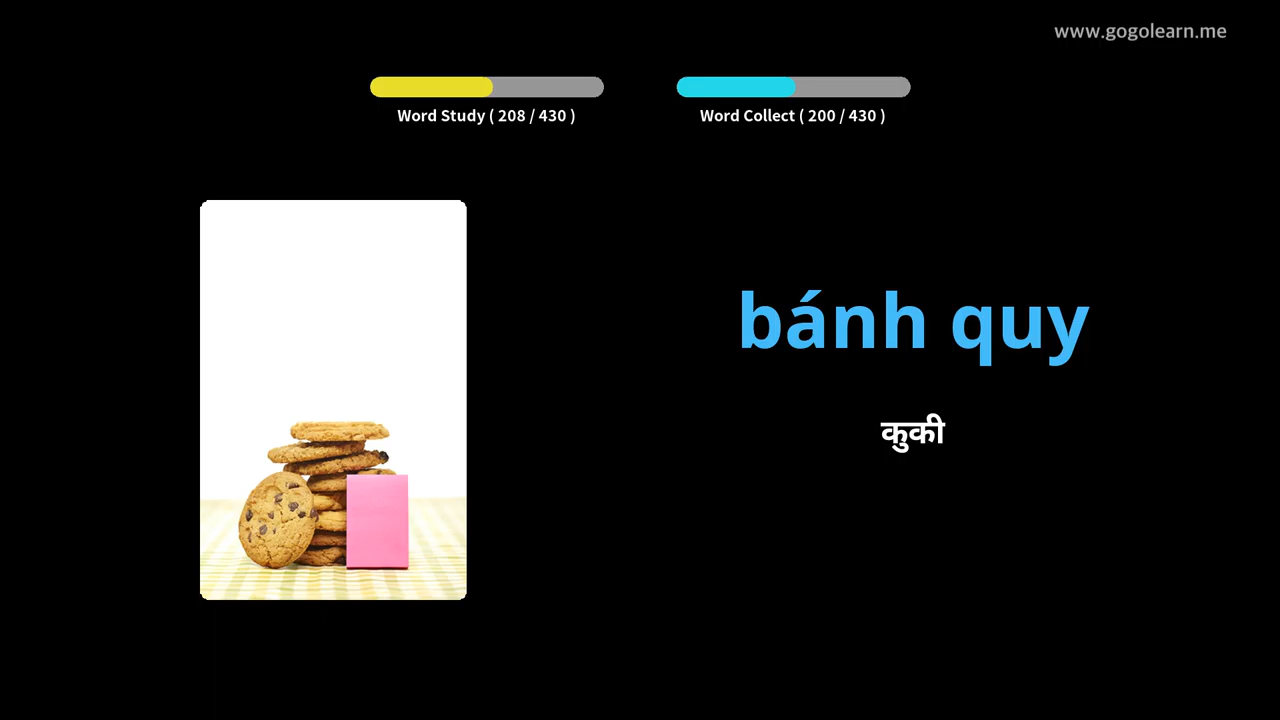 www.gogolearn.me
Word Study ( 208 / 430 )
Word Collect ( 200 / 430 )
bánh quy
कुकी